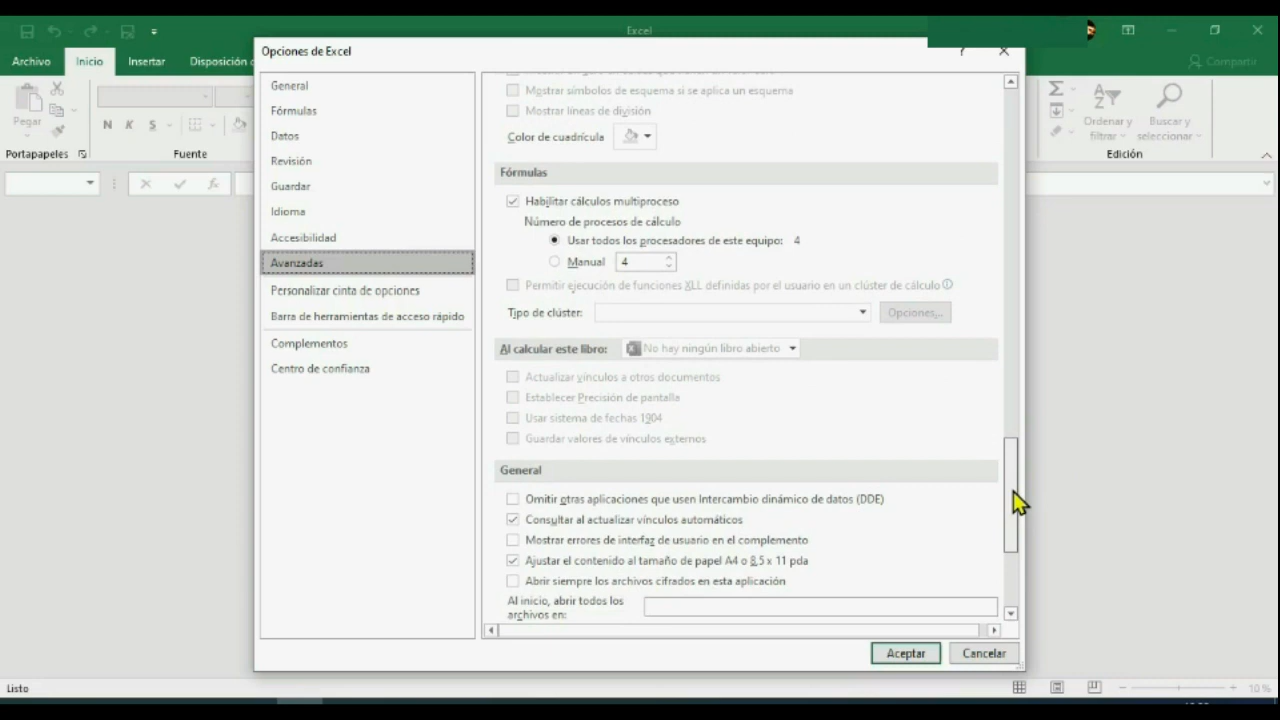 Excel
Archivo Inicio Insertar Disposición Compartir
Pegar
N K S
Ordenar y filtrar
Buscar y seleccionar
Portapapeles Fuente Edición
Opciones de Excel
General
Fórmulas
Datos
Revisión
Guardar
Idioma
Accesibilidad
Avanzadas
Personalizar cinta de opciones
Barra de herramientas de acceso rápido
Complementos
Centro de confianza
Mostrar símbolos de esquema si se aplica un esquema
Mostrar líneas de división
Color de cuadrícula
Fórmulas
Habilitar cálculos multiproceso
Número de procesos de cálculo
Usar todos los procesadores de este equipo: 4
Manual 4
Permitir ejecución de funciones XLL definidas por el usuario en un clúster de cálculo
Tipo de clúster: Opciones...
Al calcular este libro: No hay ningún libro abierto
Actualizar vínculos a otros documentos
Establecer Precisión de pantalla
Usar sistema de fechas 1904
Guardar valores de vínculos externos
General
Omitir otras aplicaciones que usen Intercambio dinámico de datos (DDE)
Consultar al actualizar vínculos automáticos
Mostrar errores de interfaz de usuario en el complemento
Ajustar el contenido al tamaño de papel A4 o 8,5 x 11 pda
Abrir siempre los archivos cifrados en esta aplicación
Al inicio, abrir todos los
archivos en:
Aceptar Cancelar
Listo 10 %